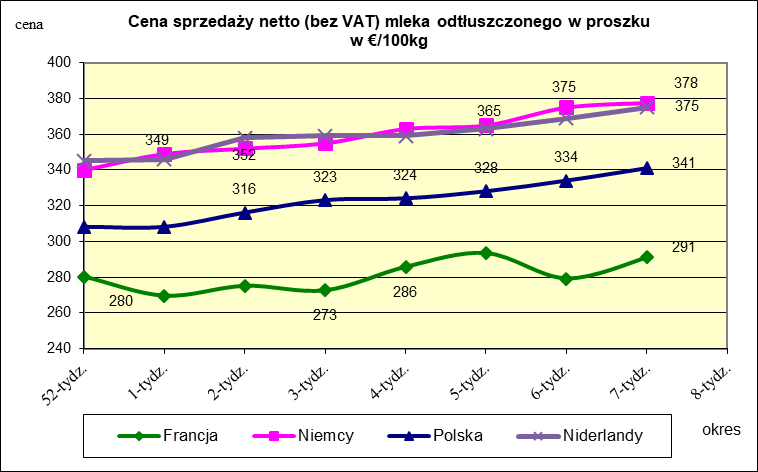 cena
Cena sprzedaży netto (bez VAT) mleka odtłuszczonego w proszku
w €/100kg
400
380
360
340
320
300
280
260
240
349
352
365
375
378
375
316
323
324
328
334
341
280
273
286
291
52-tydz.
1-tydz.
2-tydz.
3-tydz.
4-tydz.
5-tydz.
6-tydz.
7-tydz.
8-tydz.
Francja Niemcy Polska Niderlandy
okres